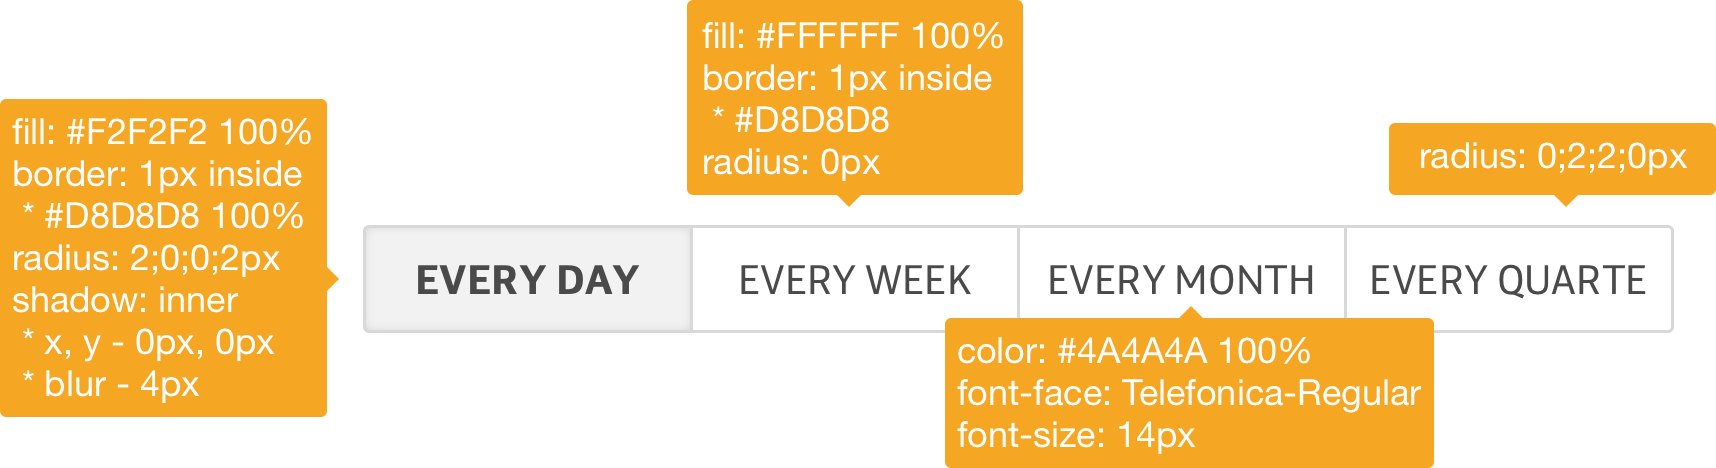 fill: #FFFFFF 100%
border: 1px inside
* #D8D8D8
radius: 0px
fill: #F2F2F2 100%
border: 1px inside
* #D8D8D8 100%
radius: 2;0;0;2px
shadow: inner
* x, y - 0px, 0px
* blur - 4px
radius: 0;2;2;0px
EVERY DAY
EVERY WEEK
EVERY MONTH
EVERY QUARTE
color: #4A4A4A 100%
font-face: Telefonica-Regular
font-size: 14px